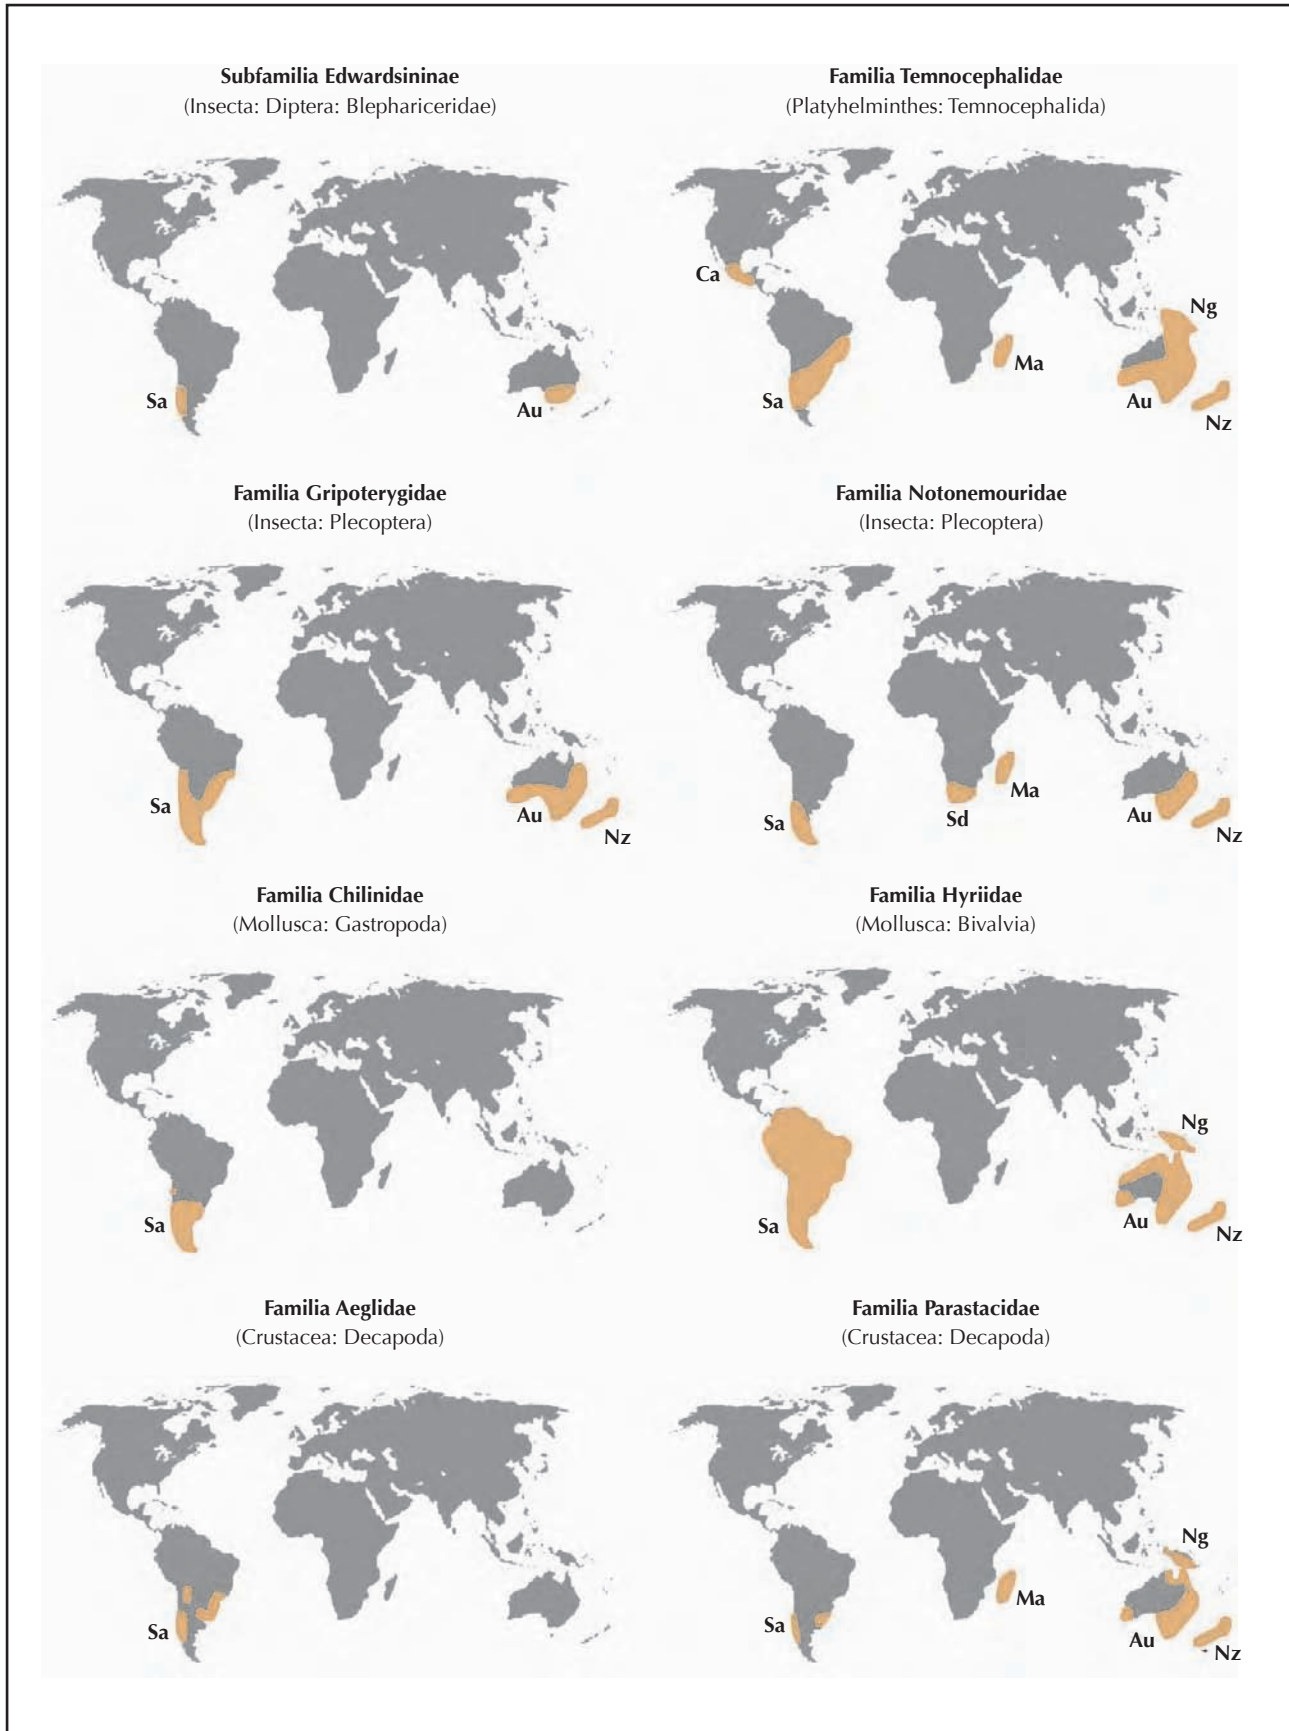 Subfamilia Edwardsininae
(Insecta: Diptera: Blephariceridae)
Sa
Au
Familia Temnocephalidae
(Platyhelminthes: Temnocephalida)
Ca
Ng
Ma
Sa
Au
Nz
Familia Gripoterygidae
(Insecta: Plecoptera)
Sa
Au
Nz
Familia Notonemouridae
(Insecta: Plecoptera)
Ma
Sa
Sd
Au
Nz
Familia Chilinidae
(Mollusca: Gastropoda)
Sa
Familia Hyriidae
(Mollusca: Bivalvia)
Ng
Sa
Au
Nz
Familia Aeglidae
(Crustacea: Decapoda)
Sa
Familia Parastacidae
(Crustacea: Decapoda)
Ng
Ma
Sa
Au
Nz